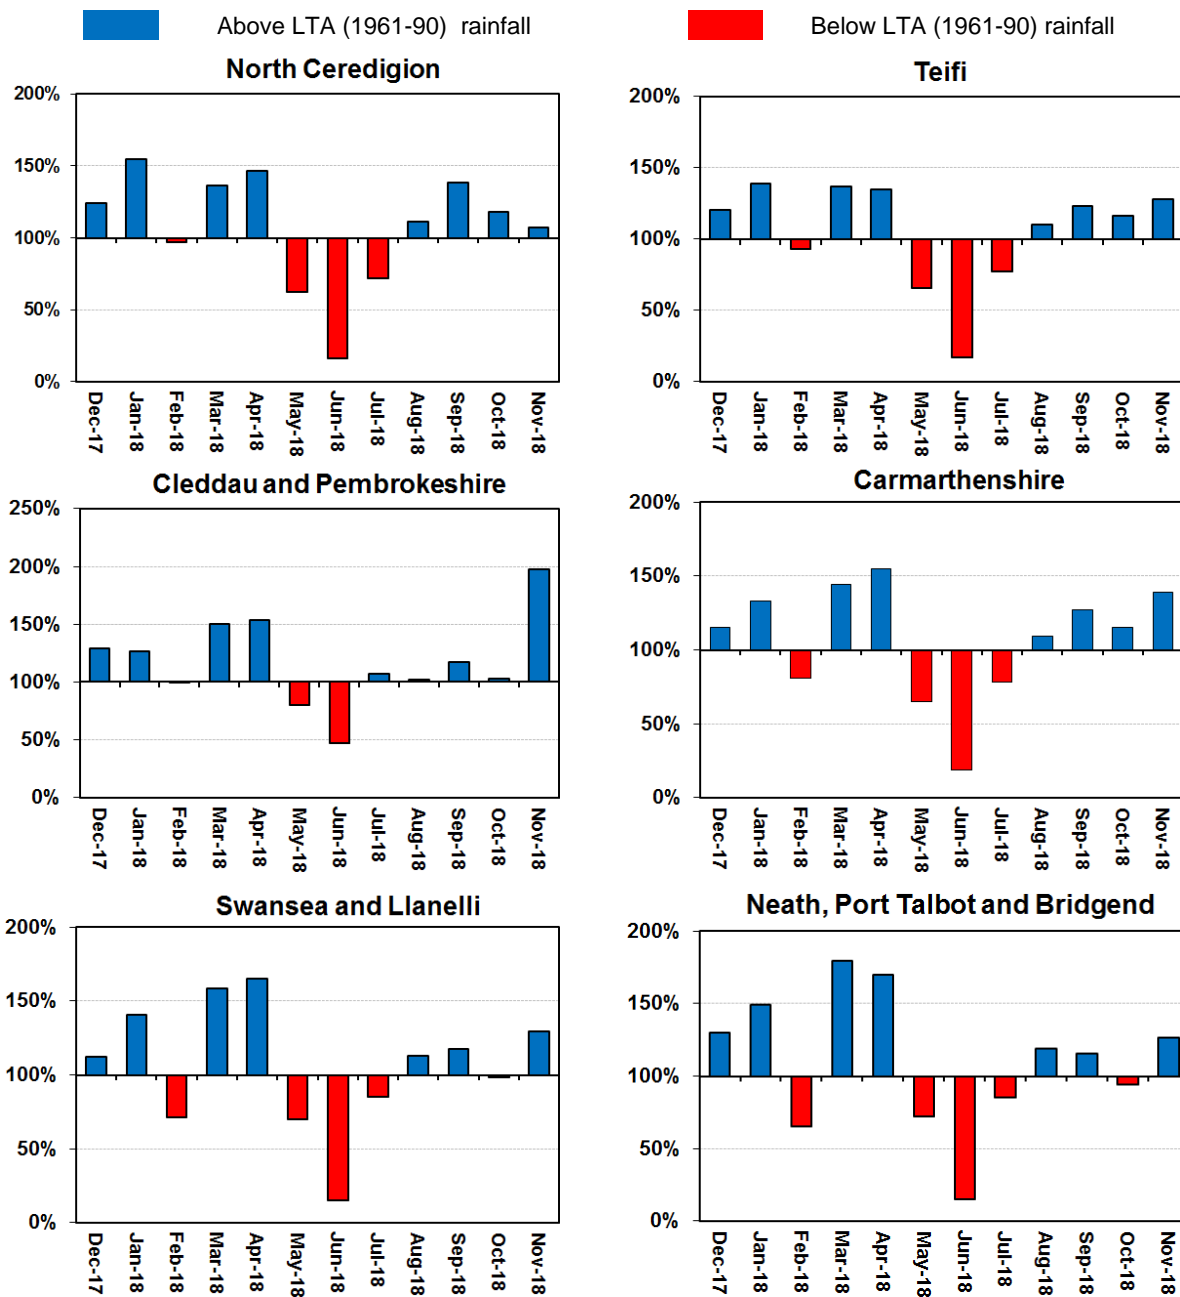 Above LTA (1961-90) rainfall
Below LTA (1961-90) rainfall
North Ceredigion
200%
150%
100%
50%
0%
Dec-17
Jan-18
Feb-18
Mar-18
Apr-18
May-18
Jun-18
Jul-18
Aug-18
Sep-18
Oct-18
Nov-18
Teifi
200%
150%
100%
50%
0%
Dec-17
Jan-18
Feb-18
Mar-18
Apr-18
May-18
Jun-18
Jul-18
Aug-18
Sep-18
Oct-18
Nov-18
Cleddau and Pembrokeshire
250%
200%
150%
100%
50%
0%
Dec-17
Jan-18
Feb-18
Mar-18
Apr-18
May-18
Jun-18
Jul-18
Aug-18
Sep-18
Oct-18
Nov-18
Carmarthenshire
200%
150%
100%
50%
0%
Dec-17
Jan-18
Feb-18
Mar-18
Apr-18
May-18
Jun-18
Jul-18
Aug-18
Sep-18
Oct-18
Nov-18
Swansea and Llanelli
200%
150%
100%
50%
0%
Dec-17
Jan-18
Feb-18
Mar-18
Apr-18
May-18
Jun-18
Jul-18
Aug-18
Sep-18
Oct-18
Nov-18
Neath, Port Talbot and Bridgend
200%
150%
100%
50%
0%
Dec-17
Jan-18
Feb-18
Mar-18
Apr-18
May-18
Jun-18
Jul-18
Aug-18
Sep-18
Oct-18
Nov-18